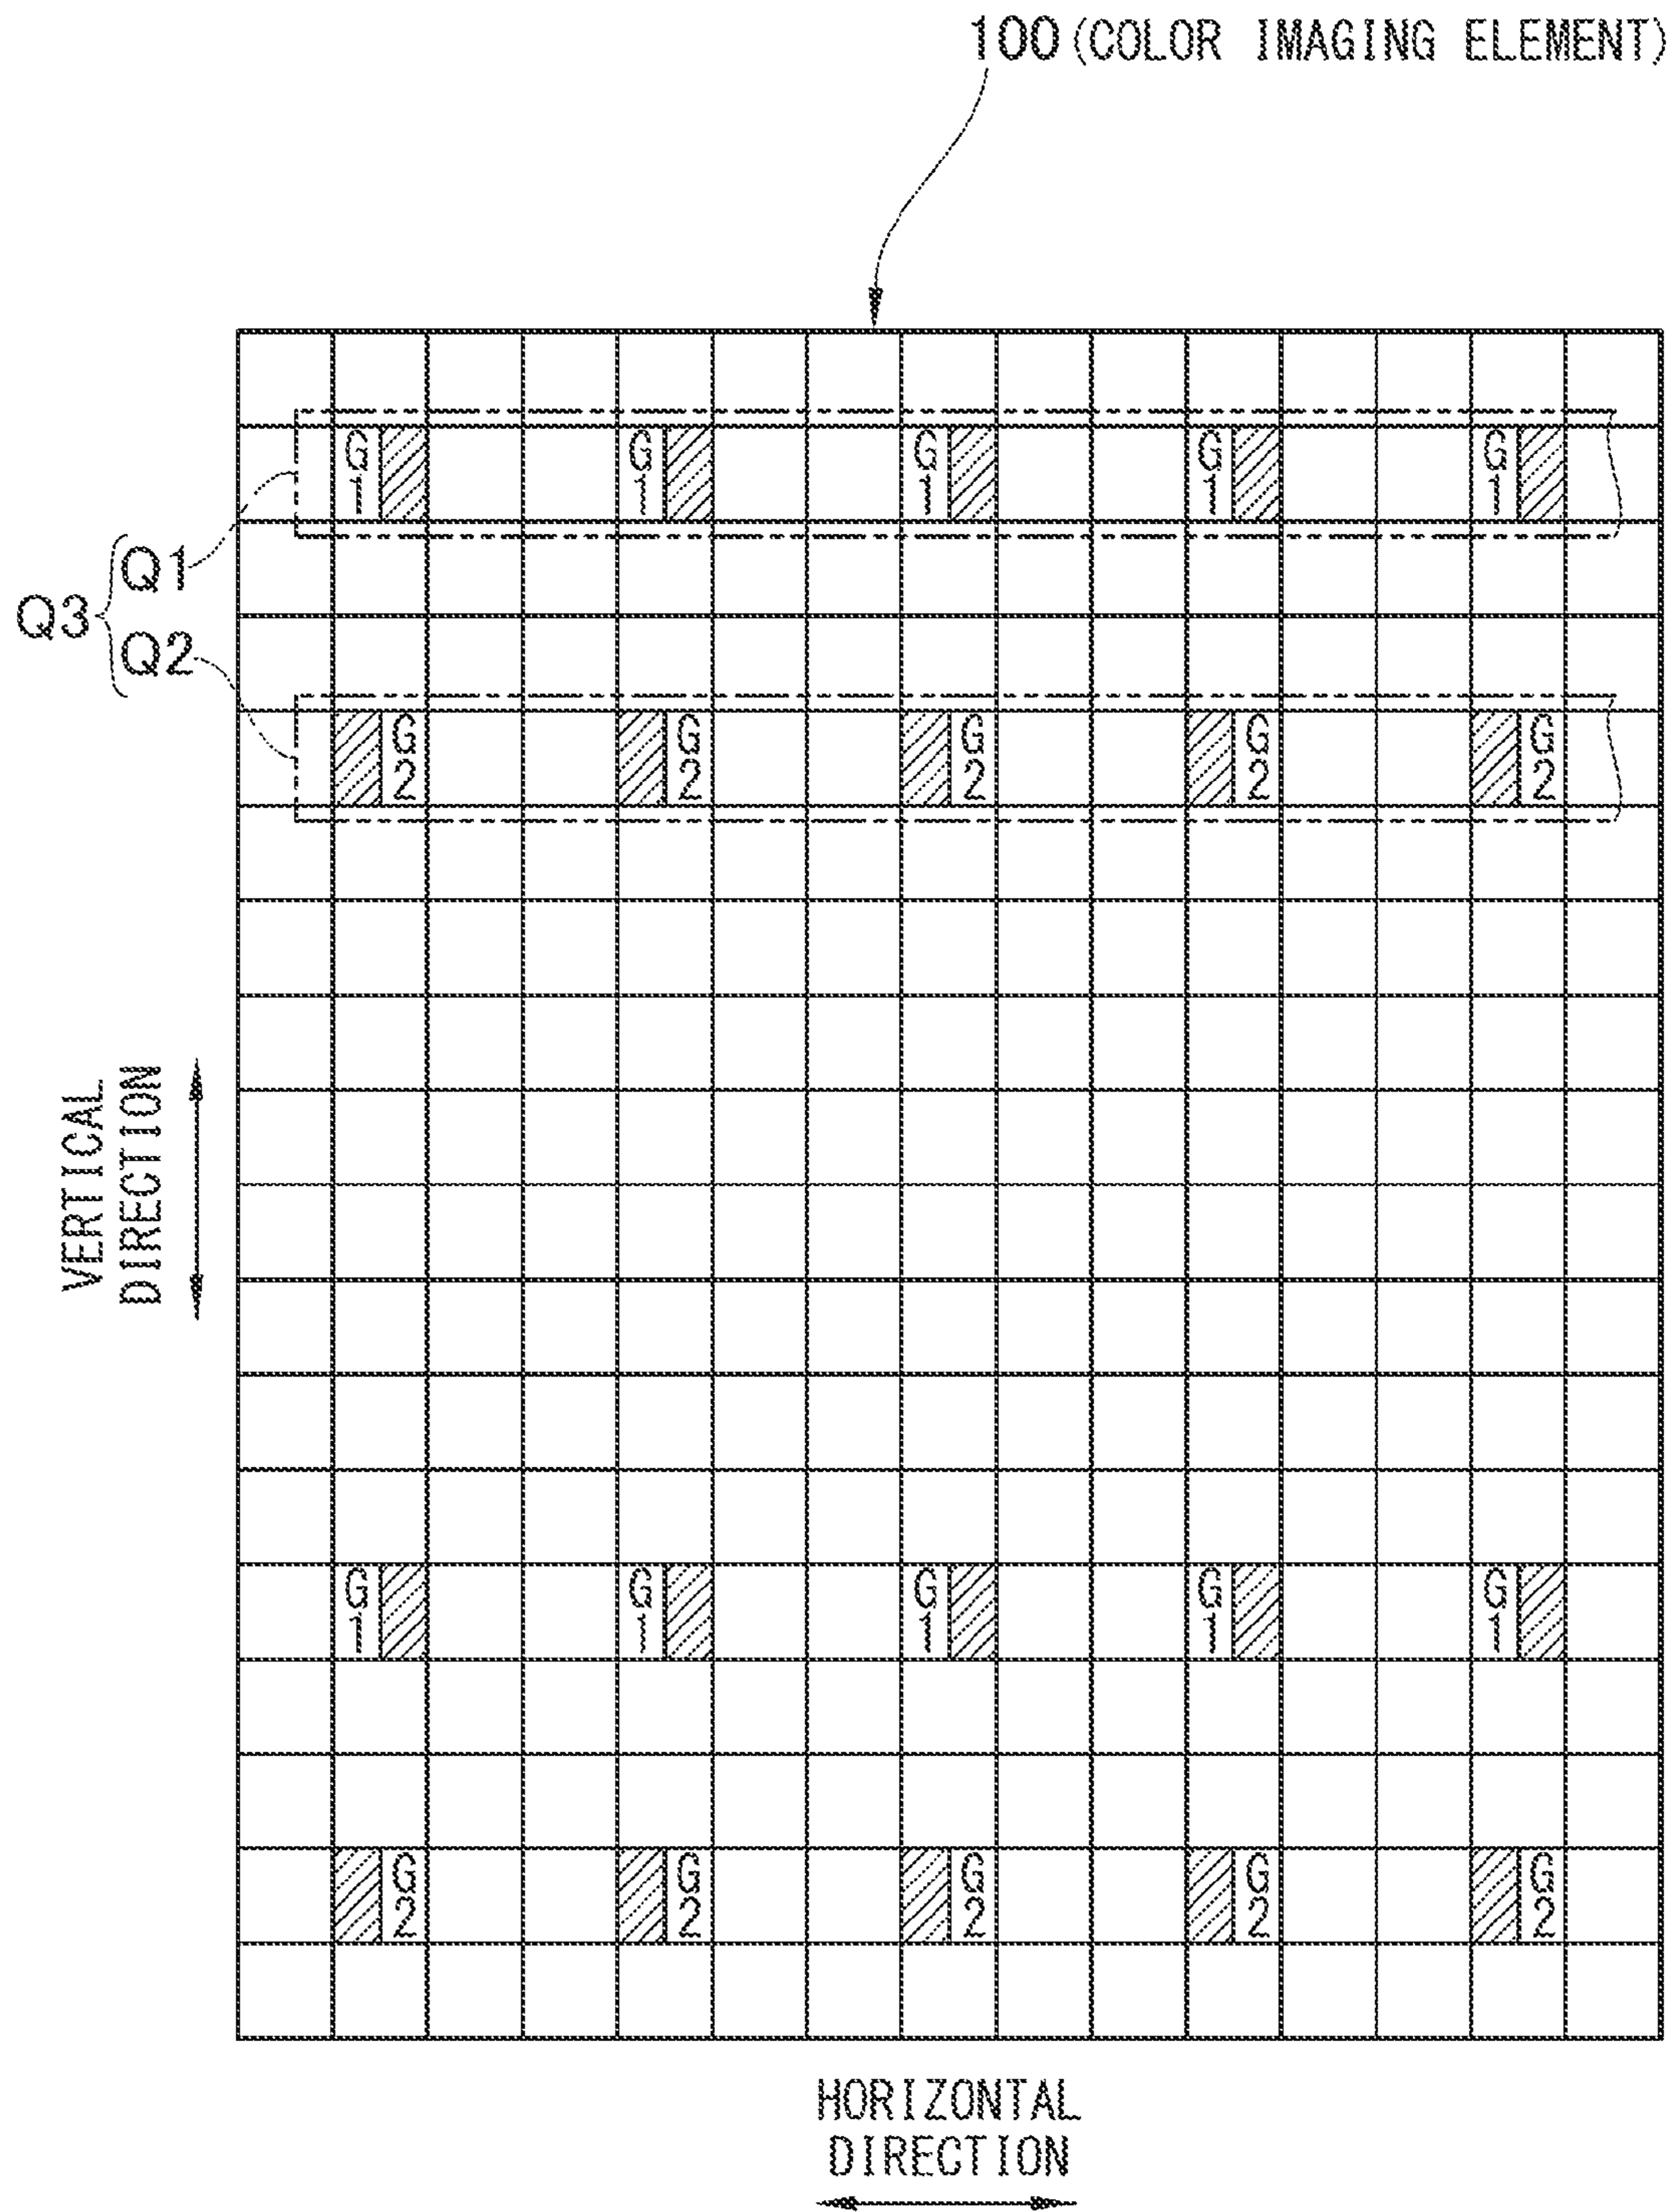 100 (COLOR IMAGING ELEMENT)
G1 G1 G1 G1 G1
Q1
Q3
Q2
G2 G2 G2 G2 G2
VERTICAL
DIRECTION
G1 G1 G1 G1 G1
G2 G2 G2 G2 G2
HORIZONTAL
DIRECTION